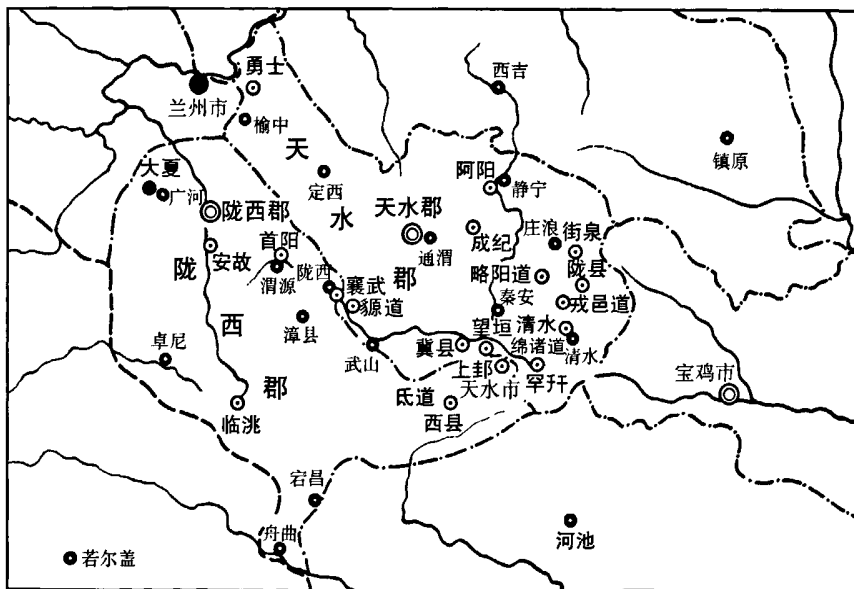 勇士
西吉
兰州市
榆中
镇原
天
大夏
定西
阿阳
静宁
广河
水
天水郡
陇西郡
庄浪
街泉
首阳
成纪
通渭
安故
郡
陇县
陇
渭源
陇西
襄武
略阳道
獂道
戎邑道
秦安
西
漳县
望垣
清水
冀县
绵诸道
清水
卓尼
武山
上邽
宝鸡市
郡
天水市
罕幵
氐道
临洮
西县
宕昌
舟曲
河池
若尔盖